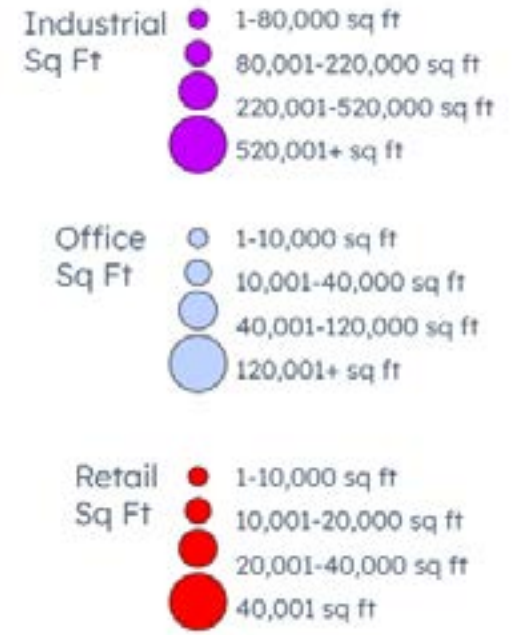 Industrial
Sq Ft
1-80,000 sq ft
80,001-220,000 sq ft
220,001-520,000 sq ft
520,001+ sq ft
Office
Sq Ft
1-10,000 sq ft
10,001-40,000 sq ft
40,001-120,000 sq ft
120,001+ sq ft
Retail
Sq Ft
1-10,000 sq ft
10,001-20,000 sq ft
20,001-40,000 sq ft
40,001 sq ft